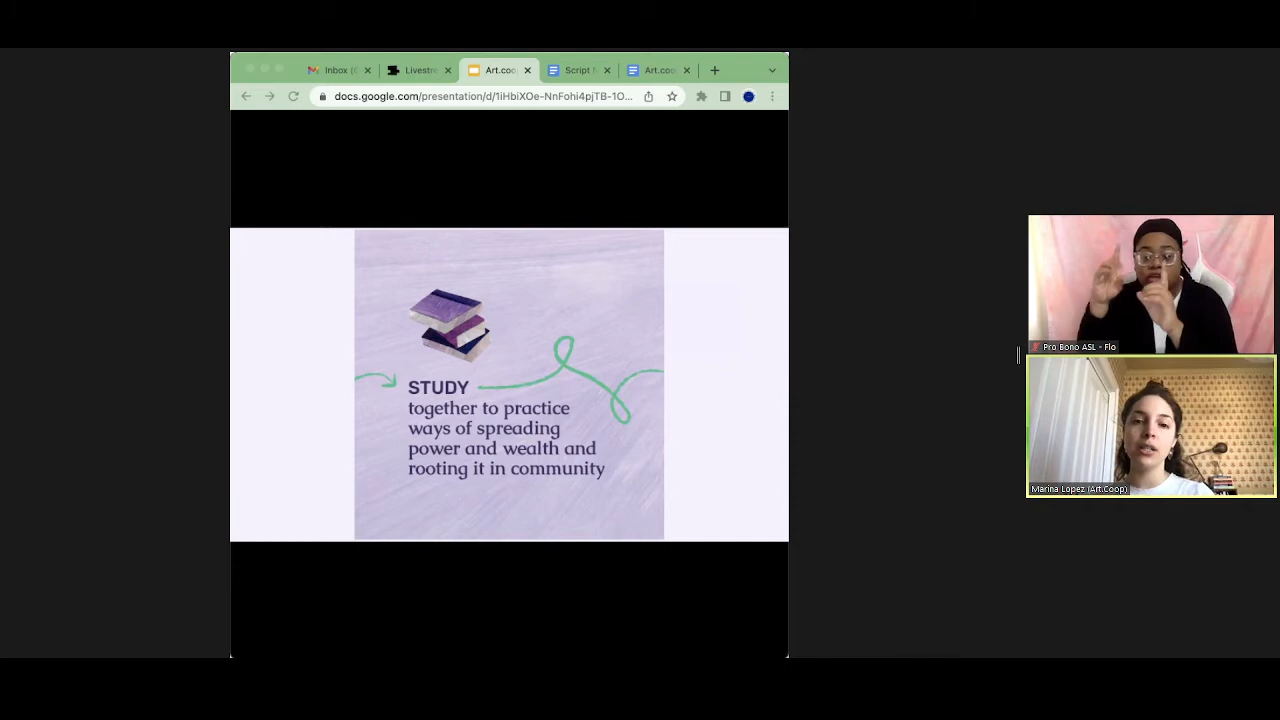 Inbox (
Livestre
Art.coo
Script f
Art.coo
docs.google.com/presentation/d/1iHbiXOe-NnFohi4pjTB-1O...
STUDY
together to practice
ways of spreading
power and wealth and
rooting it in community
Pro Bono ASL - Flo
Marina Lopez (Art.Coop)